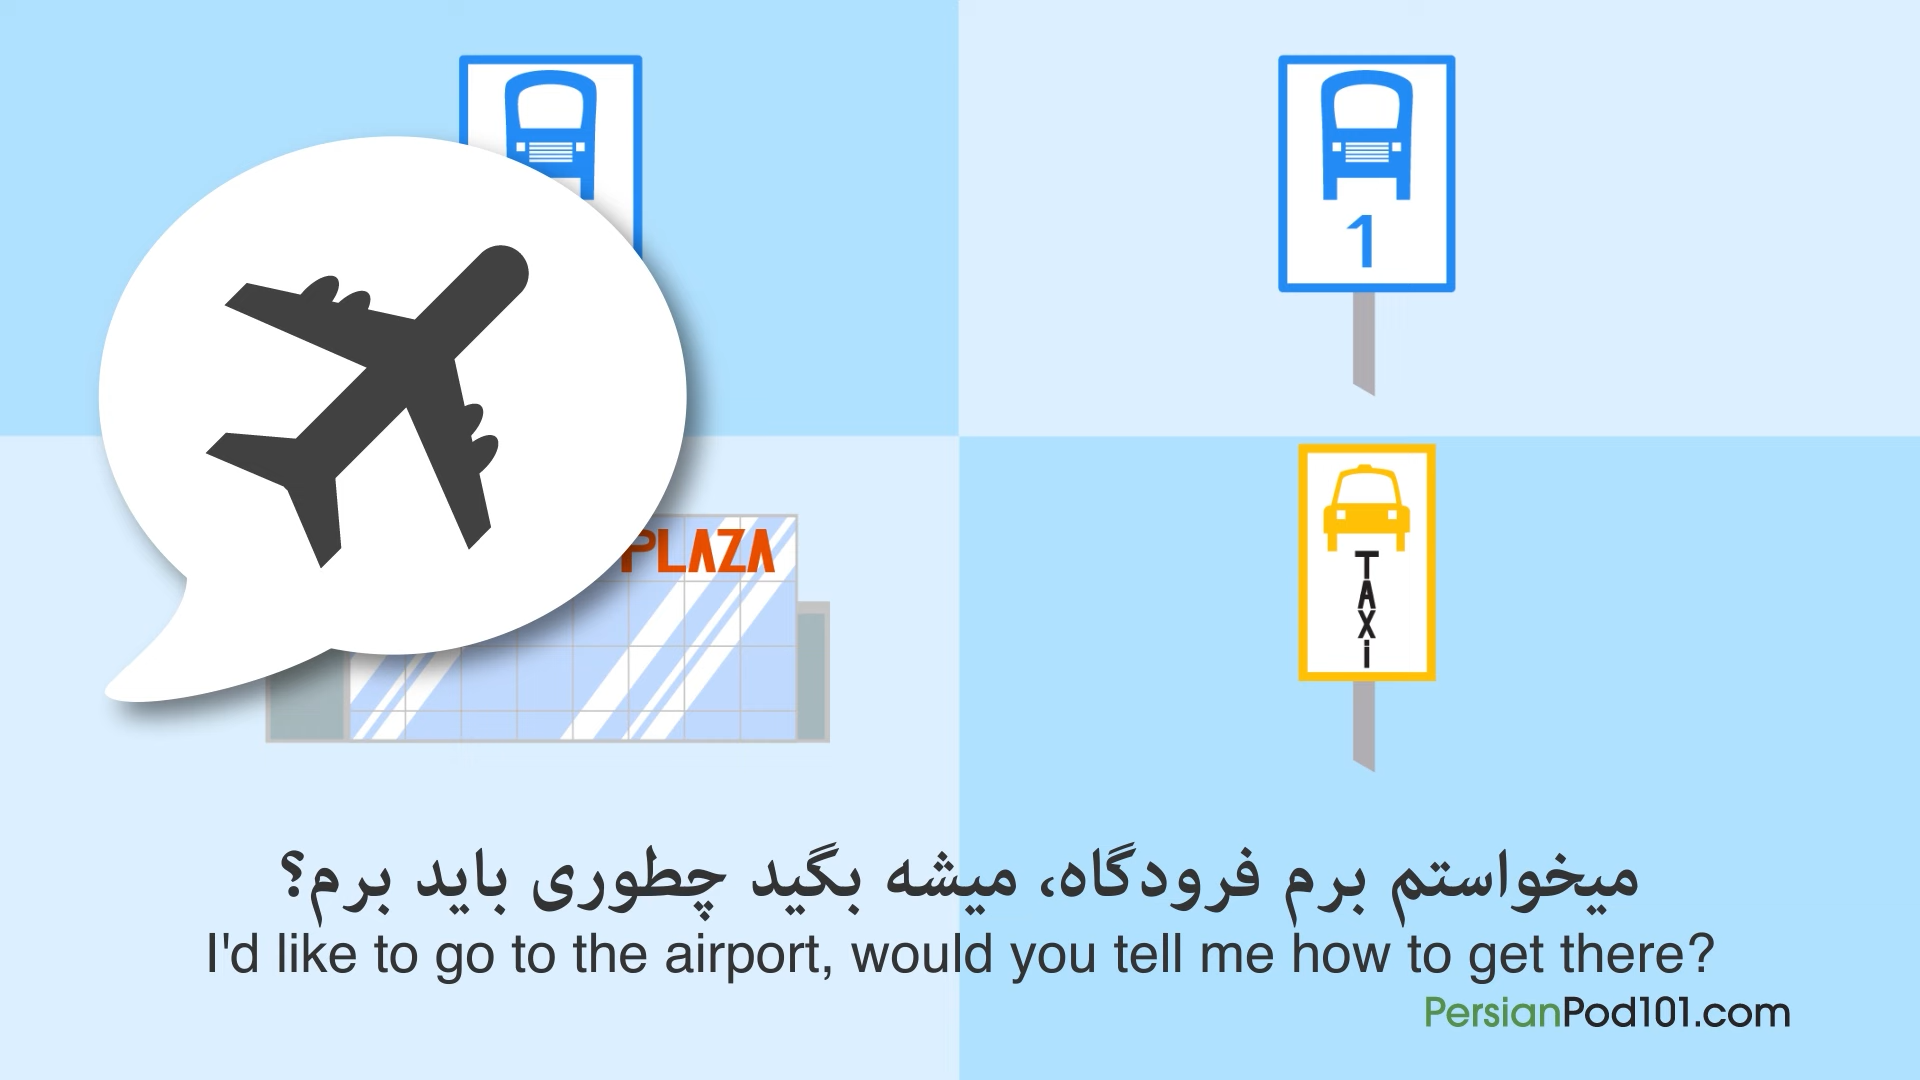 1
PLAZA
TAXi
میخواستم برم فرودگاه، میشه بگید چطوری باید برم؟
I'd like to go to the airport, would you tell me how to get there?
PersianPod101.com